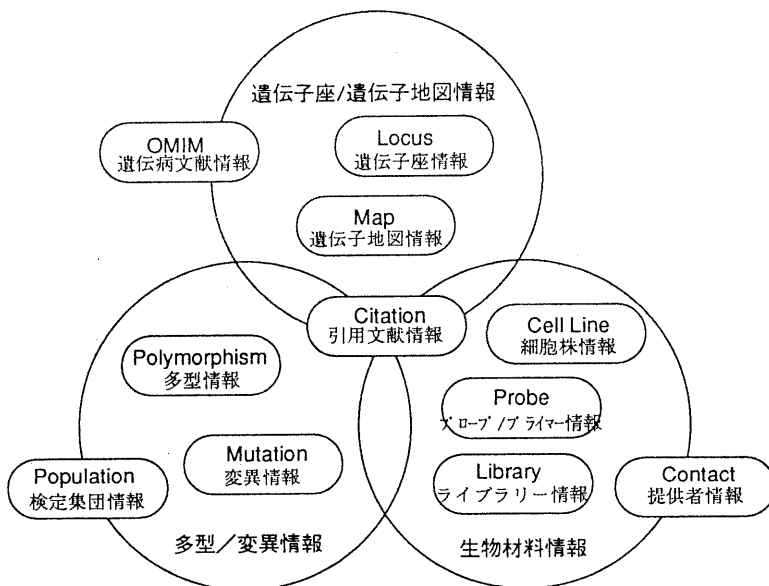 遺伝子座/遺伝子地図情報
OMIM
遺伝病文献情報
Locus
遺伝子座情報
Map
遺伝子地図情報
Citation
引用文献情報
Polymorphism
多型情報
Mutation
変異情報
Population
検定集団情報
多型／変異情報
Cell Line
細胞株情報
Probe
プローブ/プライマー情報
Library
ライブラリー情報
Contact
提供者情報
生物材料情報